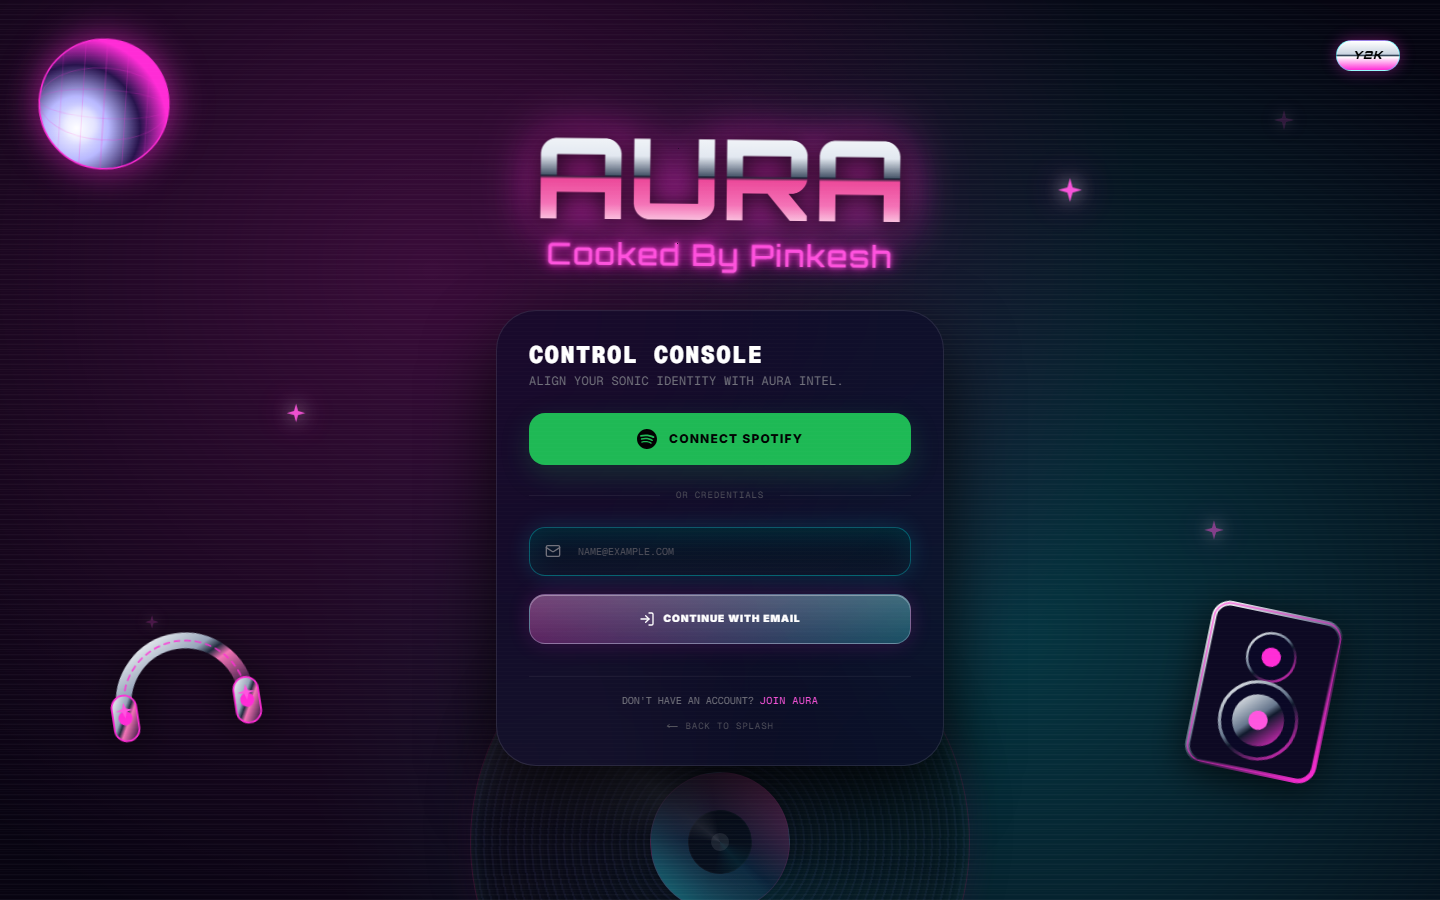 Y2K
AURA
Cooked By Pinkesh
CONTROL CONSOLE
ALIGN YOUR SONIC IDENTITY WITH AURA INTEL.
CONNECT SPOTIFY
OR CREDENTIALS
NAME@EXAMPLE.COM
CONTINUE WITH EMAIL
DON'T HAVE AN ACCOUNT? JOIN AURA
⟵ BACK TO SPLASH